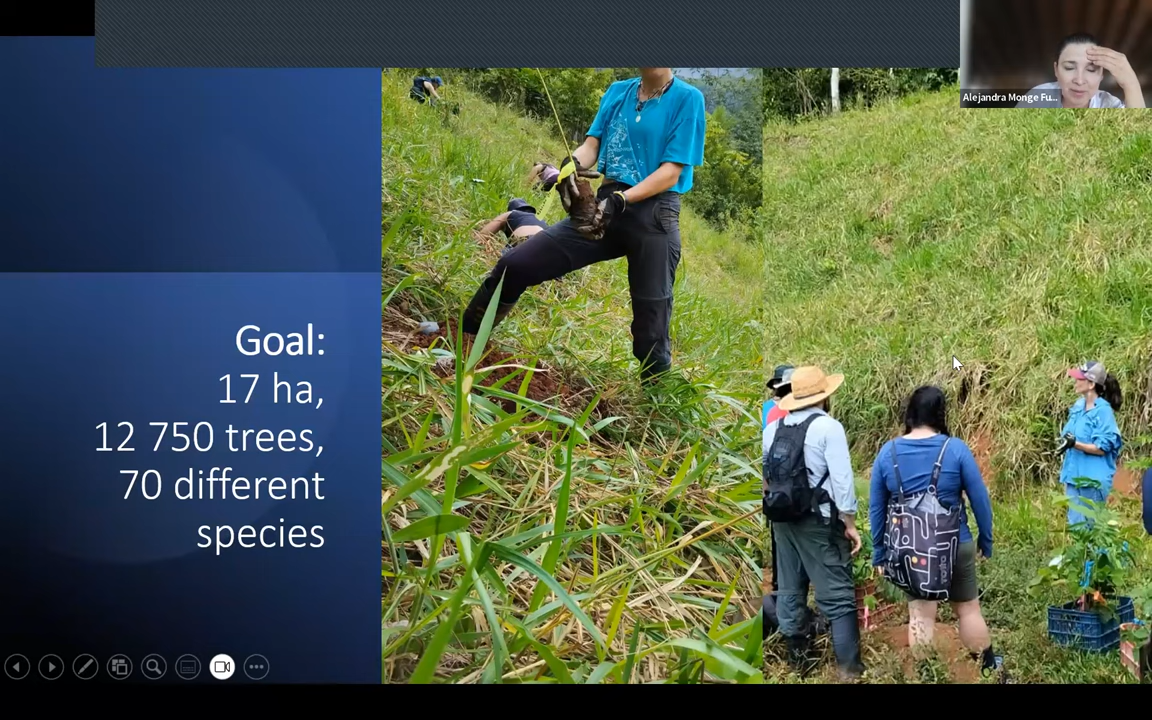 Alejandra Monge Fu...
Goal:
17 ha,
12 750 trees,
70 different
species